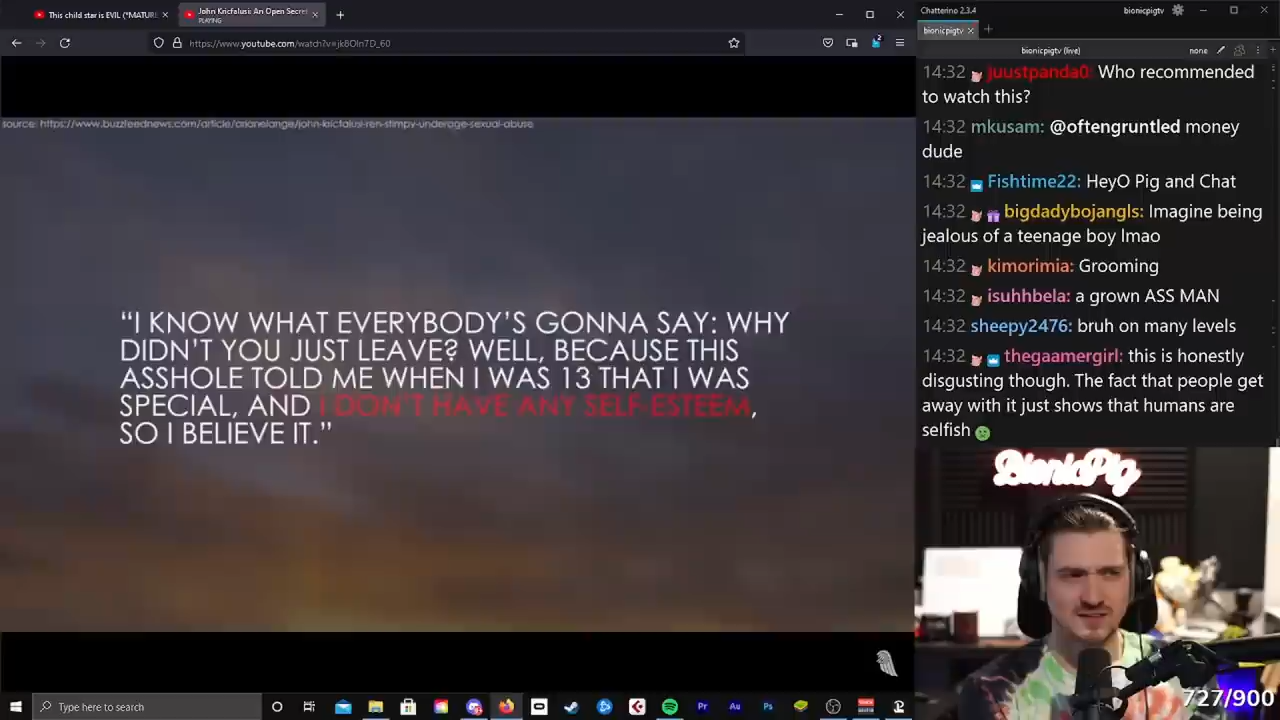 This child star is EVIL (*MATURE
John Kricfalusi: An Open Secret
PLAYING
https://www.youtube.com/watch?v=jk8OIn7D_60
2
source: https://www.buzzfeednews.com/article/arianelange/john-kricfalusi-ren-stimpy-underage-sexual-abuse
“I KNOW WHAT EVERYBODY’S GONNA SAY: WHY
DIDN’T YOU JUST LEAVE? WELL, BECAUSE THIS
ASSHOLE TOLD ME WHEN I WAS 13 THAT I WAS
SPECIAL, AND I DON’T HAVE ANY SELF-ESTEEM,
SO I BELIEVE IT.”
Type here to search
Pr
Au
Ps
Chatterino 2.3.4
bionicpigtv
bionicpigtv
bionicpigtv (live)
none
14:32 juustpanda0: Who recommended
to watch this?
14:32 mkusam: @oftengruntled money
dude
14:32 Fishtime22: HeyO Pig and Chat
14:32 bigdadybojangls: Imagine being
jealous of a teenage boy lmao
14:32 kimorimia: Grooming
14:32 isuhhbela: a grown ASS MAN
14:32 sheepy2476: bruh on many levels
14:32 thegaamergirl: this is honestly
disgusting though. The fact that people get
away with it just shows that humans are
selfish
BionicPig
727/900